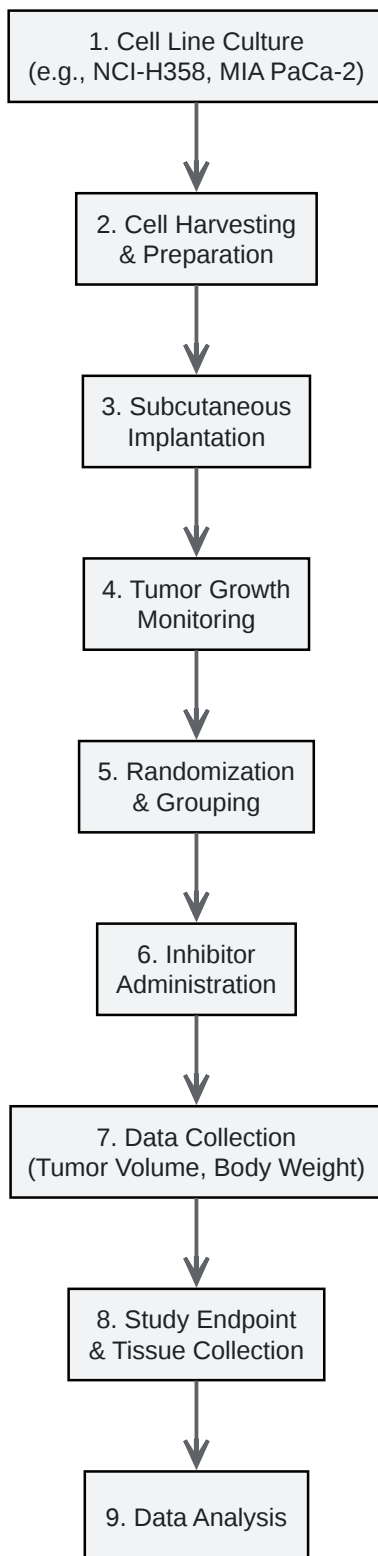 1. Cell Line Culture
(e.g., NCI-H358, MIA PaCa-2)
2. Cell Harvesting
& Preparation
3. Subcutaneous
Implantation
4. Tumor Growth
Monitoring
5. Randomization
& Grouping
6. Inhibitor
Administration
7. Data Collection
(Tumor Volume, Body Weight)
8. Study Endpoint
& Tissue Collection
9. Data Analysis